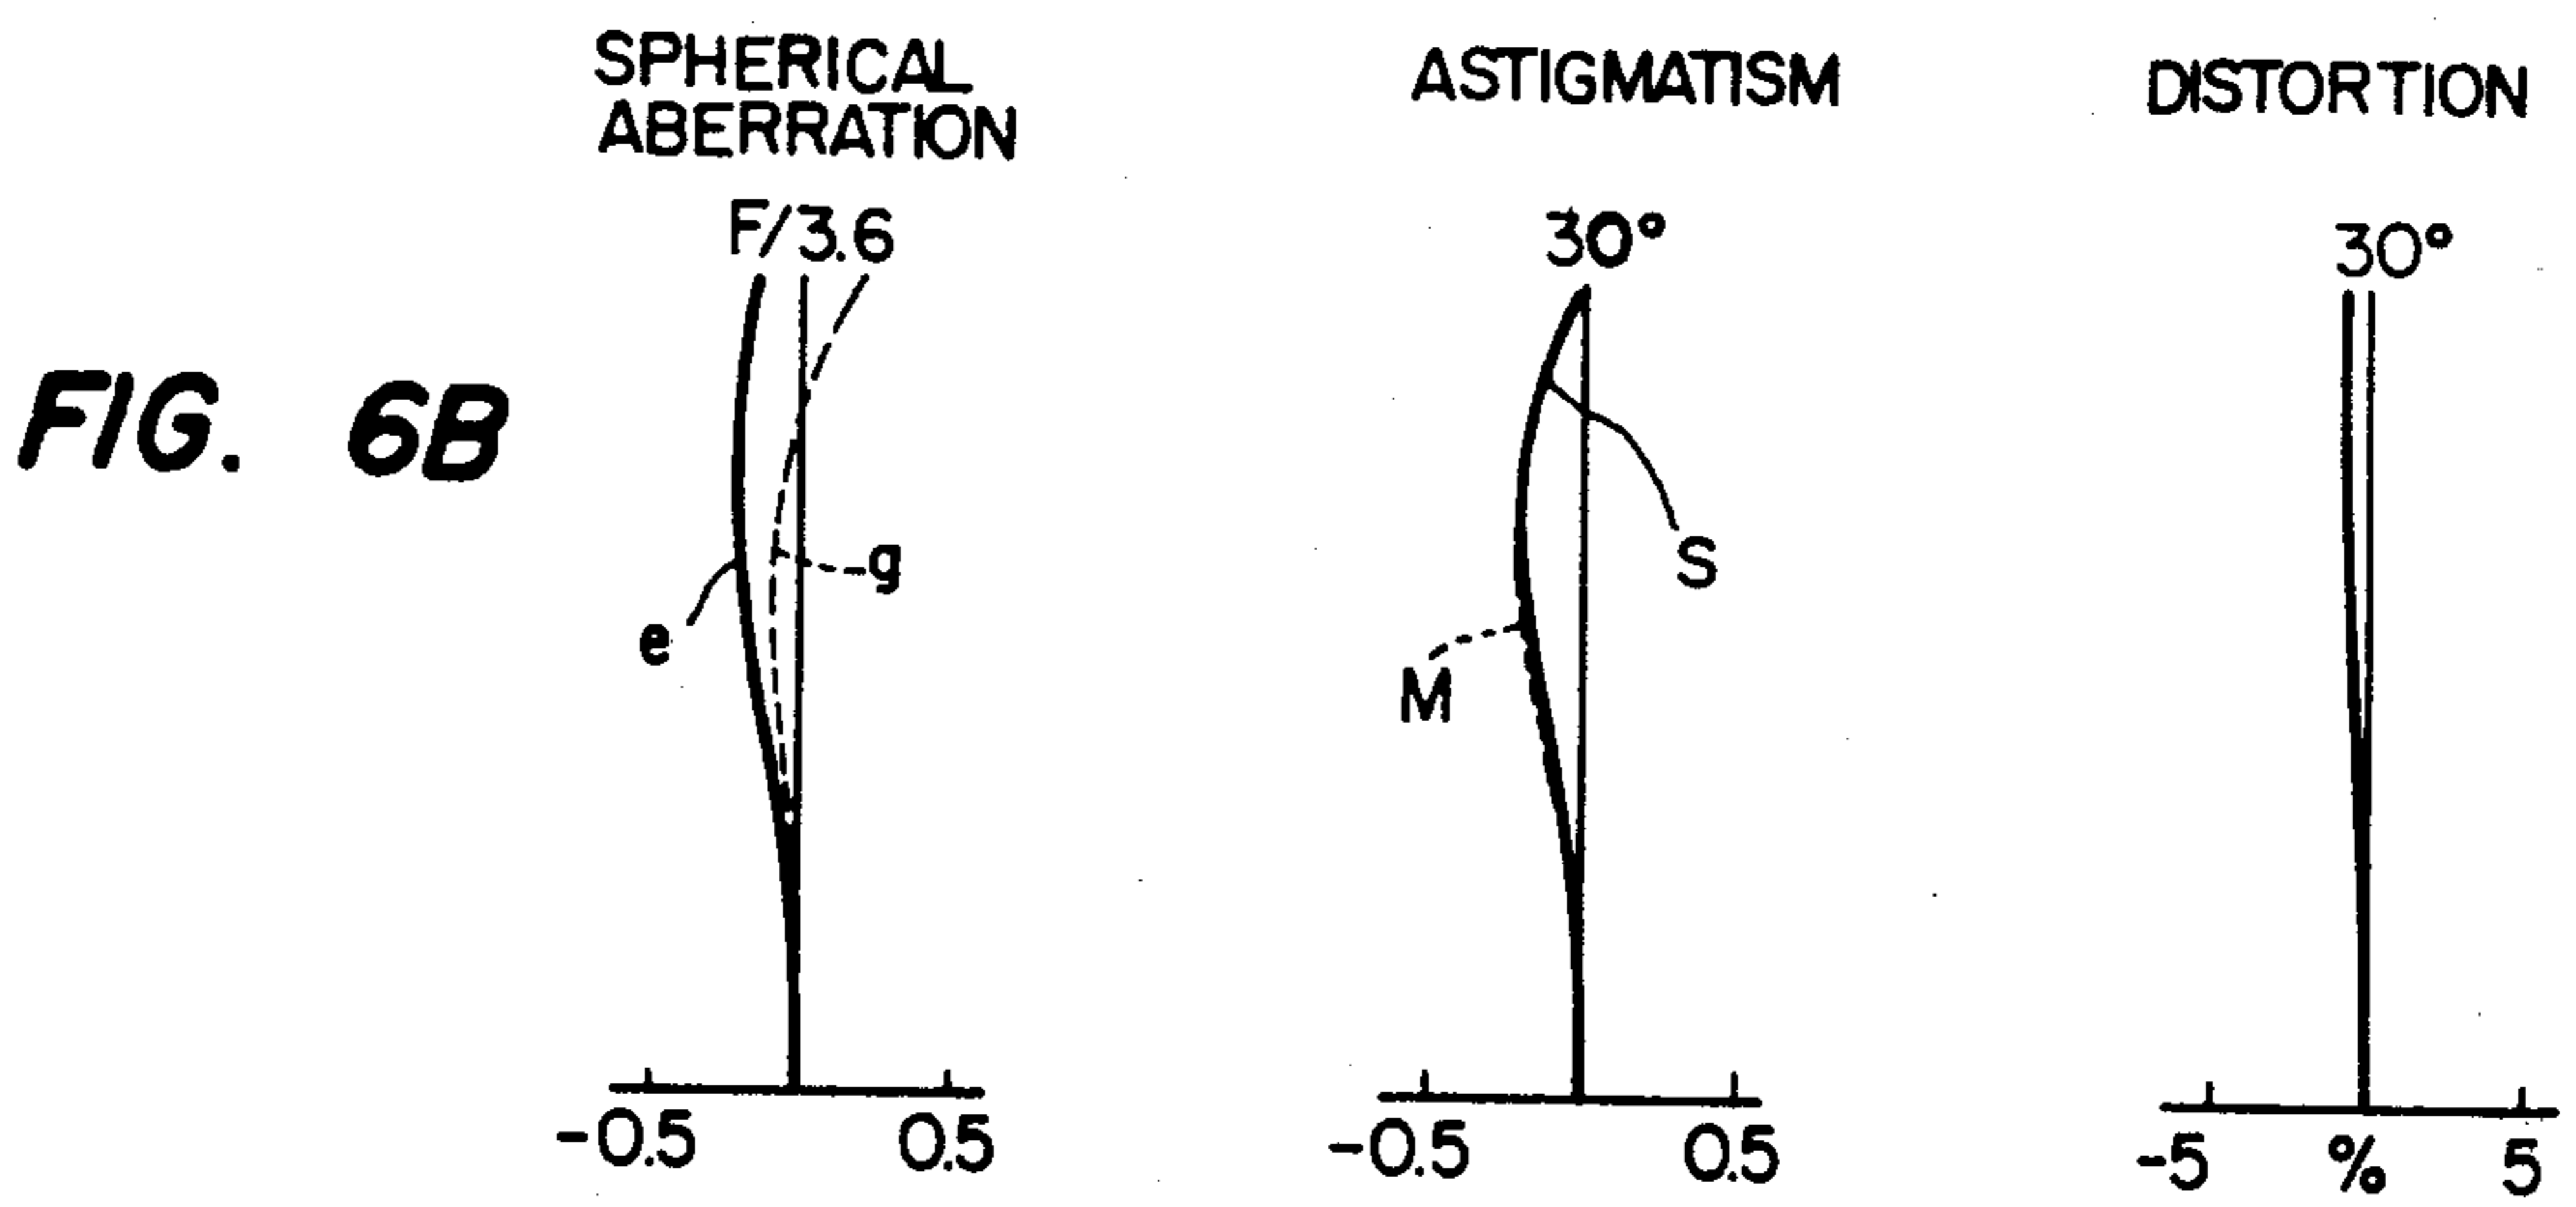 FIG. 6B
SPHERICAL
ABERRATION
F/3.6
e
g
-0.5 0.5
ASTIGMATISM
30°
S
M
-0.5 0.5
DISTORTION
30°
-5 % 5